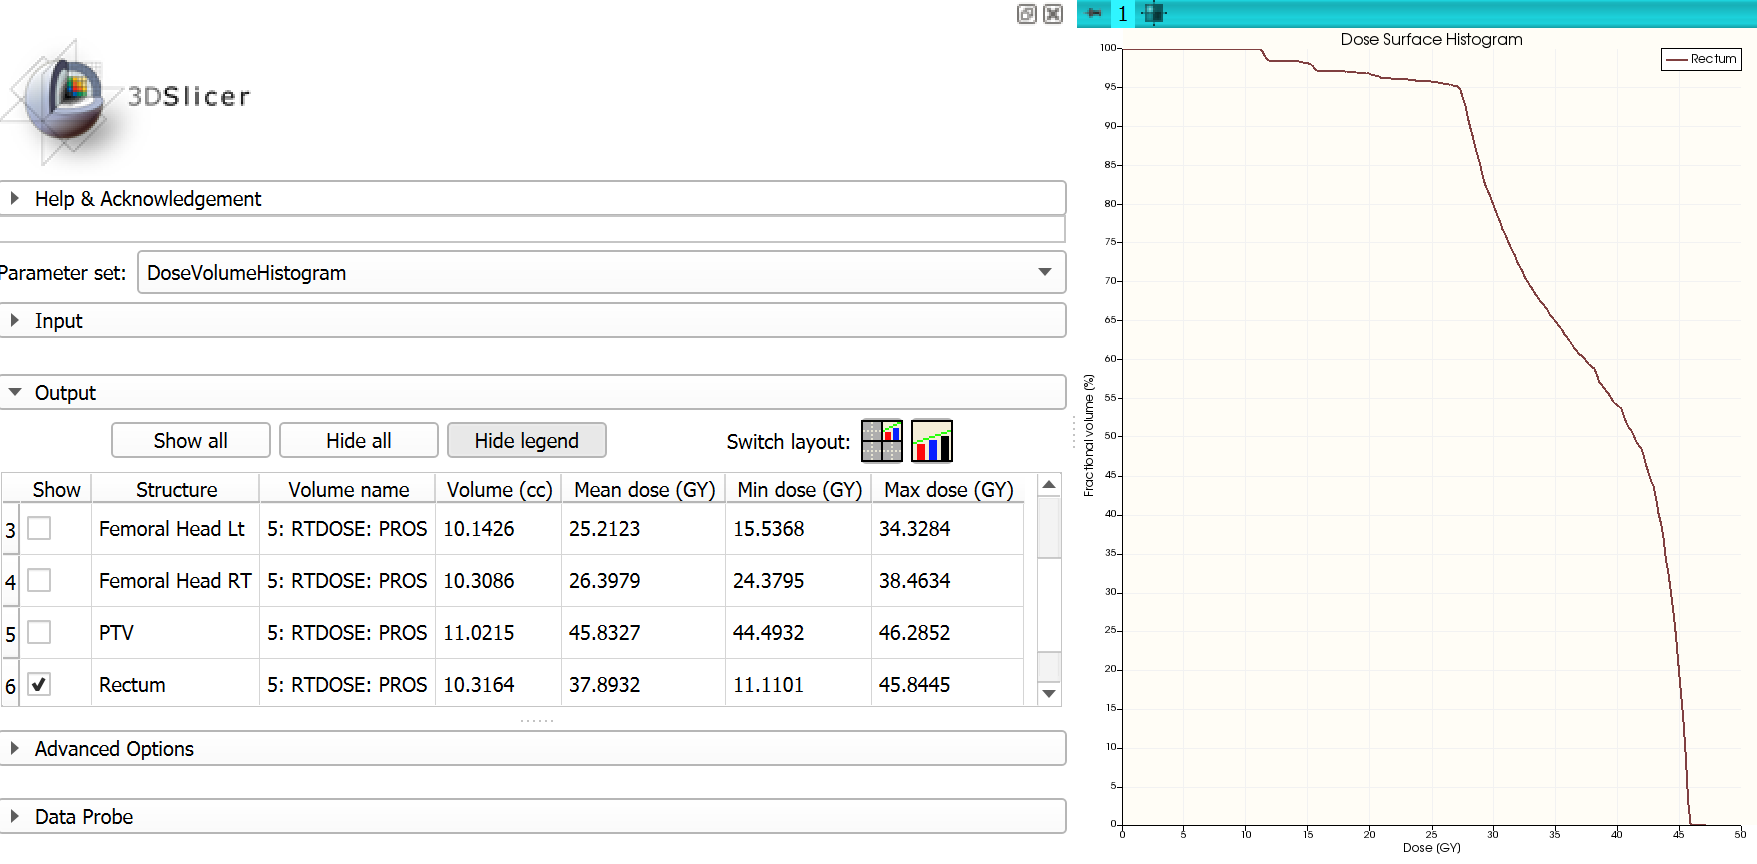 3DSlicer
Help & Acknowledgement
Parameter set: DoseVolumeHistogram
Input
Output
Show all Hide all Hide legend Switch layout:
Show Structure Volume name Volume (cc) Mean dose (GY) Min dose (GY) Max dose (GY)
3 Femoral Head Lt 5: RTDOSE: PROS 10.1426 25.2123 15.5368 34.3284
4 Femoral Head RT 5: RTDOSE: PROS 10.3086 26.3979 24.3795 38.4634
5 PTV 5: RTDOSE: PROS 11.0215 45.8327 44.4932 46.2852
6 Rectum 5: RTDOSE: PROS 10.3164 37.8932 11.1101 45.8445
Advanced Options
Data Probe
1
Dose Surface Histogram
Rectum
Fractional volume (%)
100
95
90
85
80
75
70
65
60
55
50
45
40
35
30
25
20
15
10
5
0
0 5 10 15 20 25 30 35 40 45 50
Dose (GY)